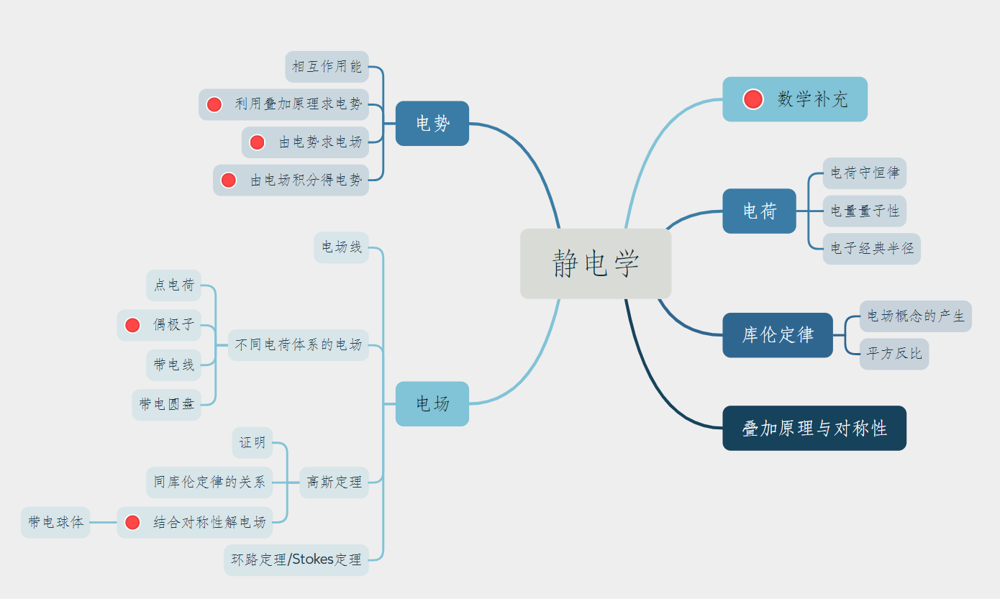 静电学
数学补充
电荷
电荷守恒律
电量量子性
电子经典半径
库伦定律
电场概念的产生
平方反比
叠加原理与对称性
电势
相互作用能
利用叠加原理求电势
由电势求电场
由电场积分得电势
电场
电场线
不同电荷体系的电场
点电荷
偶极子
带电线
带电圆盘
高斯定理
证明
同库伦定律的关系
结合对称性解电场
带电球体
环路定理/Stokes定理